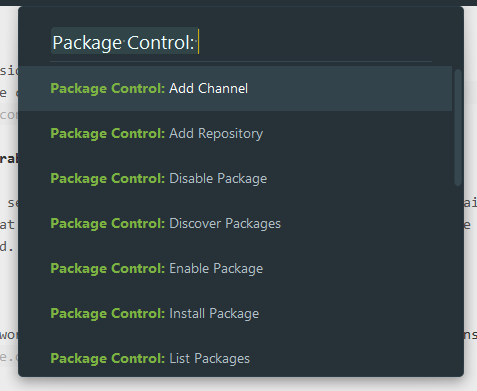 Package Control:
Package Control: Add Channel
Package Control: Add Repository
Package Control: Disable Package
Package Control: Discover Packages
Package Control: Enable Package
Package Control: Install Package
Package Control: List Packages